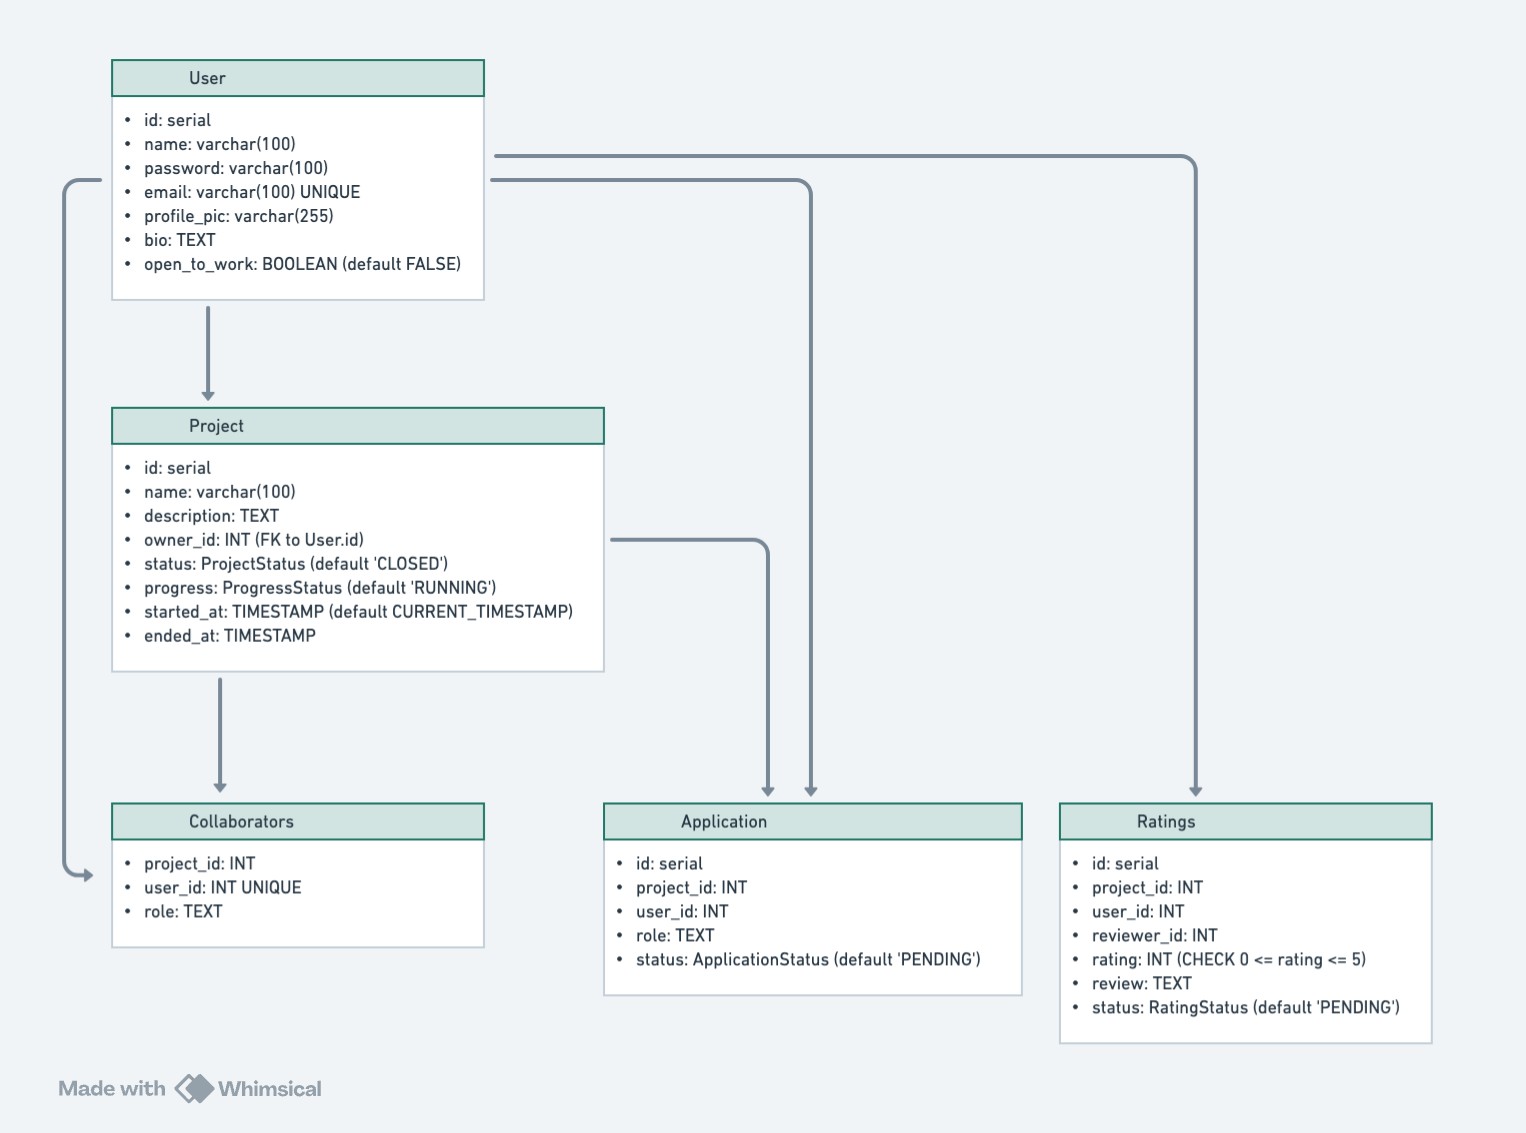 User
• id: serial
• name: varchar(100)
• password: varchar(100)
• email: varchar(100) UNIQUE
• profile_pic: varchar(255)
• bio: TEXT
• open_to_work: BOOLEAN (default FALSE)
Project
• id: serial
• name: varchar(100)
• description: TEXT
• owner_id: INT (FK to User.id)
• status: ProjectStatus (default 'CLOSED')
• progress: ProgressStatus (default 'RUNNING')
• started_at: TIMESTAMP (default CURRENT_TIMESTAMP)
• ended_at: TIMESTAMP
Collaborators
• project_id: INT
• user_id: INT UNIQUE
• role: TEXT
Application
• id: serial
• project_id: INT
• user_id: INT
• role: TEXT
• status: ApplicationStatus (default 'PENDING')
Ratings
• id: serial
• project_id: INT
• user_id: INT
• reviewer_id: INT
• rating: INT (CHECK 0 <= rating <= 5)
• review: TEXT
• status: RatingStatus (default 'PENDING')
Made with Whimsical